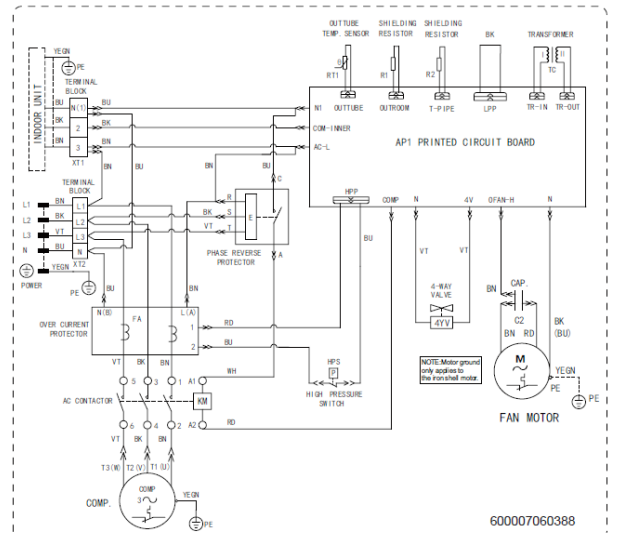 OUTTUBE TEMP. SENSOR
SHIELDING RESISTOR
SHIELDING RESISTOR
BK
TRANSFORMER
YEGN
PE
TERMINAL BLOCK
INDOOR UNIT
BU
N(1)
BK
2
BN
3
XT1
BU
BK
BN
BN
BU
θ
RT1
R1
R2
I
II
TC
OUTTUBE
OUTROOM
T-PIPE
LPP
TR-IN
TR-OUT
N1
COM-INNER
AC-L
AP1 PRINTED CIRCUIT BOARD
HPP
COMP
N
4V
OFAN-H
N
BN
BU
C
TERMINAL BLOCK
L1
BN
L1
L2
BK
L2
L3
VT
L3
N
BU
N
XT2
YEGN
POWER
PE
R
BK
S
VT
T
E
PHASE REVERSE PROTECTOR
A
BU
BU
BN
VT
VT
4-WAY VALVE
4YV
BN
CAP.
C2
BN
RD
BK (BU)
N(B)
FA
L(A)
OVER CURRENT PROTECTOR
1
RD
2
BU
HPS
P
HIGH PRESSURE SWITCH
NOTE:Motor ground only applies to the iron shell motor.
M
YEGN
PE
PE
FAN MOTOR
VT
BK
BN
WH
5
3
1
A1
AC CONTACTOR
KM
6
4
2
A2
RD
VT
BK
BN
T3(W)
T2(V)
T1(U)
COMP.
COMP
3
YEGN
PE
600007060388